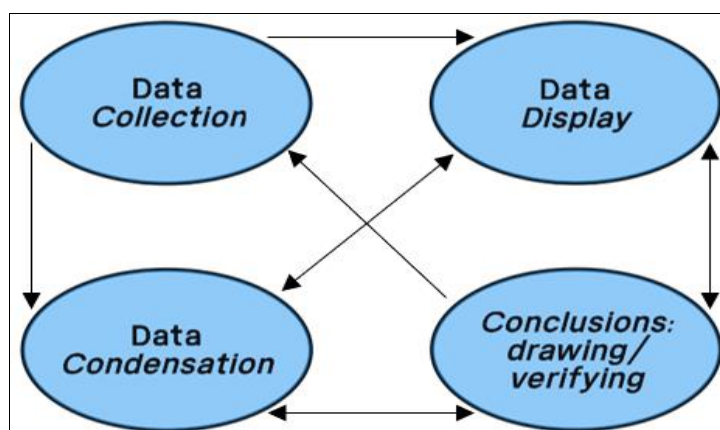 Data
Collection
Data
Display
Data
Condensation
Conclusions:
drawing/
verifying